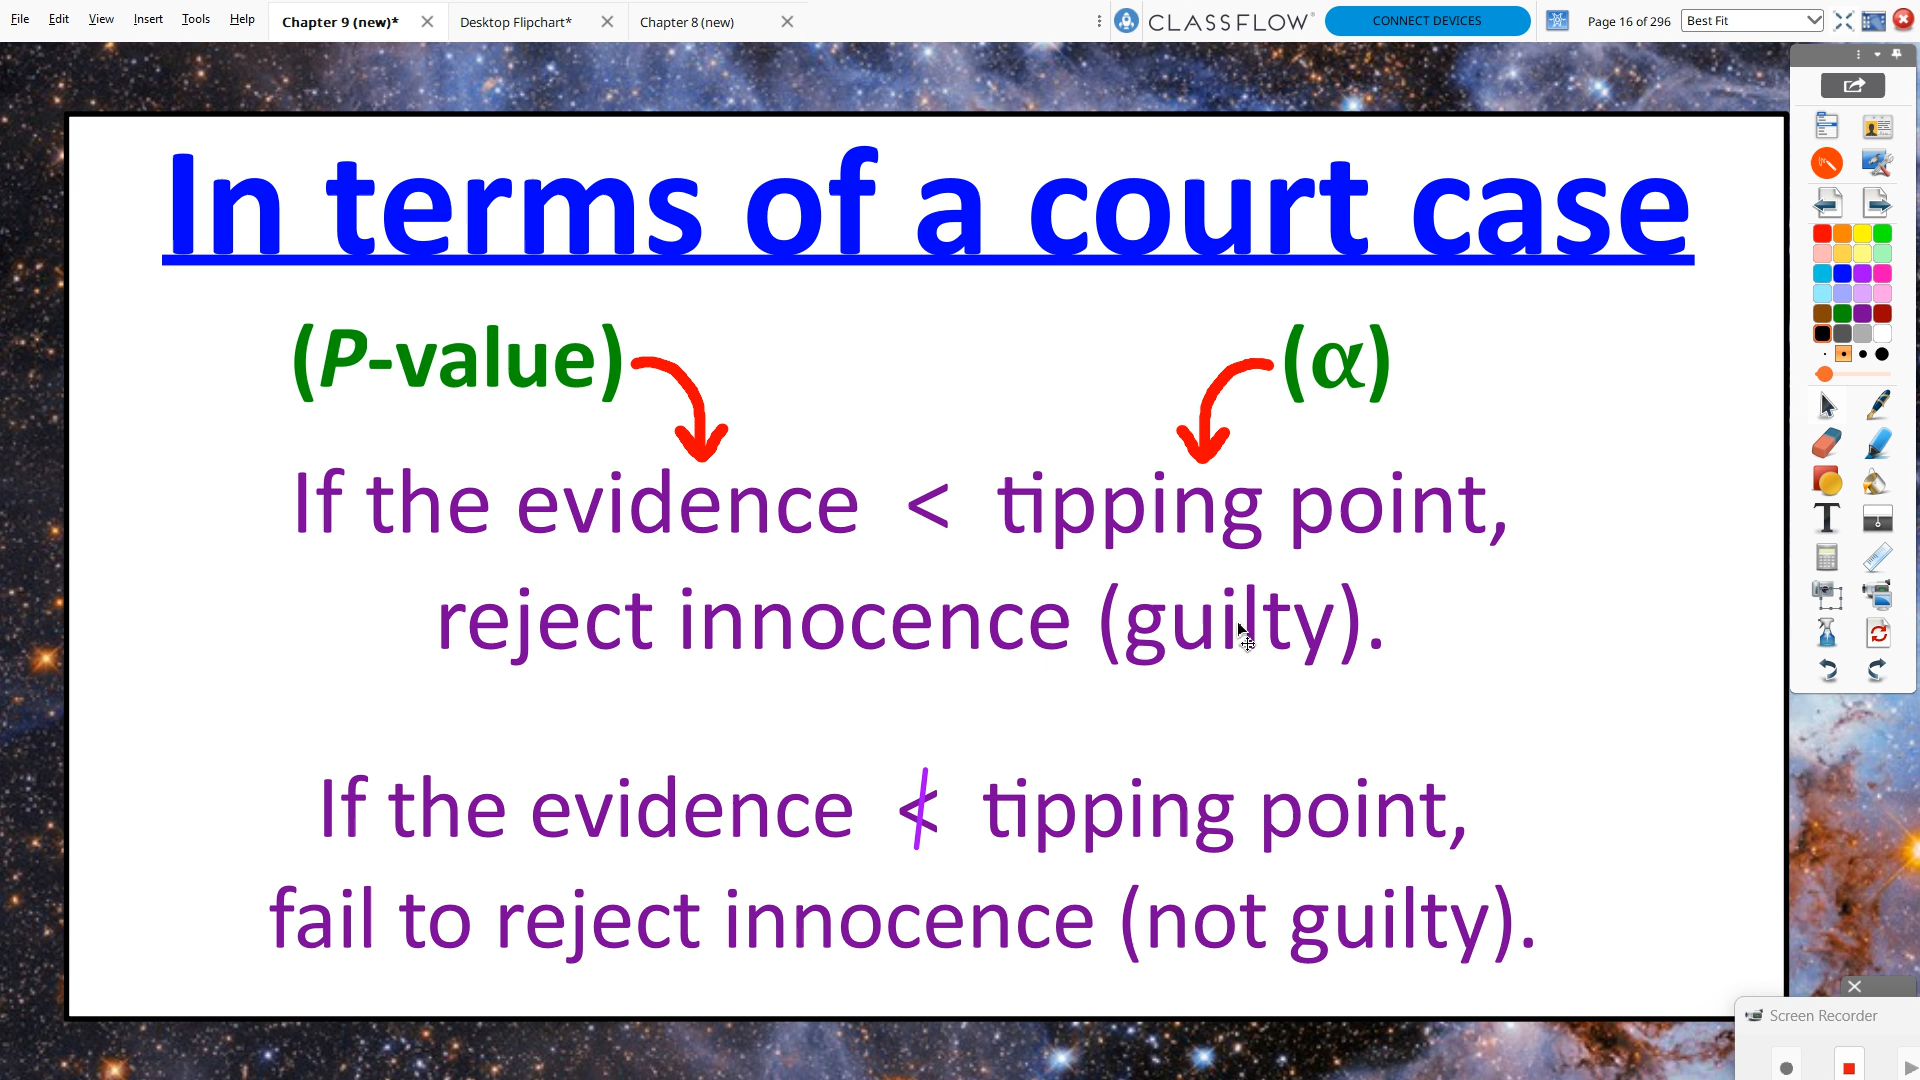 File Edit View Insert Tools Help Chapter 9 (new)* Desktop Flipchart* Chapter 8 (new) CLASSFLOW CONNECT DEVICES Page 16 of 296 Best Fit
In terms of a court case
(P-value) (α)
If the evidence < tipping point,
reject innocence (guilty).
If the evidence ≮ tipping point,
fail to reject innocence (not guilty).
Screen Recorder